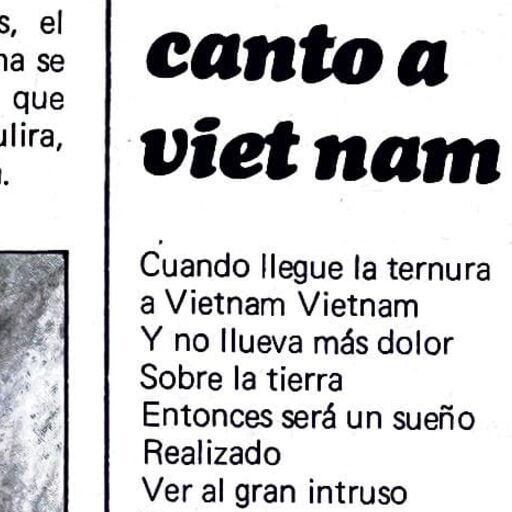 s, el
na se
que
ulira,
canto a
viet nam
Cuando llegue la ternura
a Vietnam Vietnam
Y no llueva más dolor
Sobre la tierra
Entonces será un sueño
Realizado
Ver al gran intruso